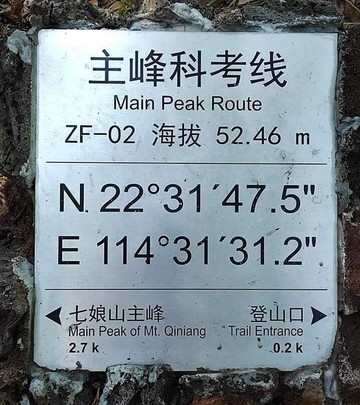 主峰科考线
Main Peak Route
ZF-02 海拔 52.46 m
N 22°31′47.5"
E 114°31′31.2"
七娘山主峰 登山口
Main Peak of Mt. Qiniang Trail Entrance
2.7 k 0.2 k